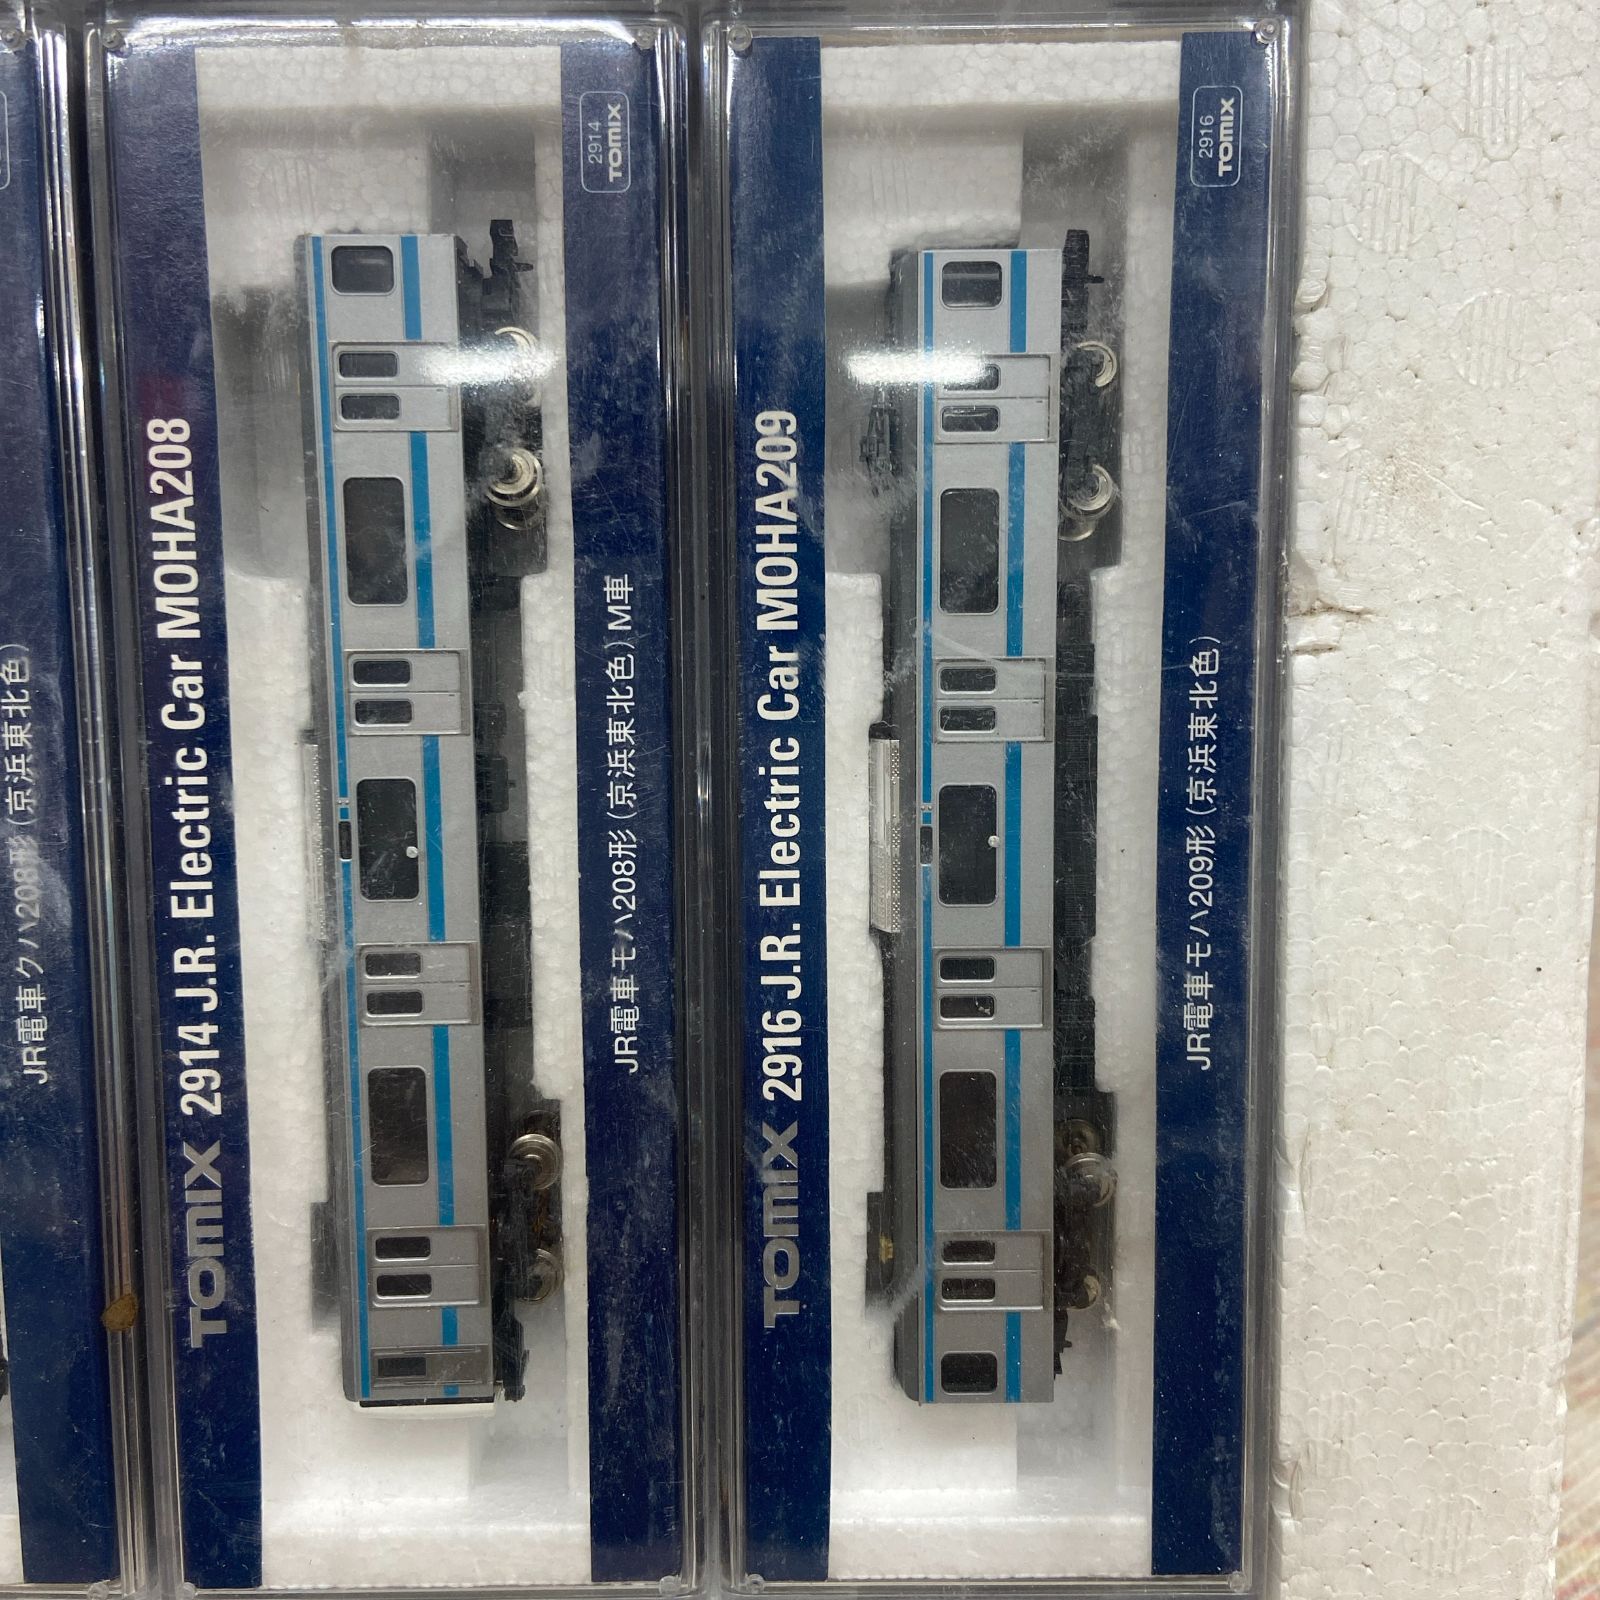 JR電車クハ208形(京浜東北色)
TOMIX 2914 J.R. Electric Car MOHA208
JR電車モハ208形(京浜東北色)M車
2914
TOMIX
TOMIX 2916 J.R. Electric Car MOHA209
JR電車モハ209形(京浜東北色)
2916
TOMIX